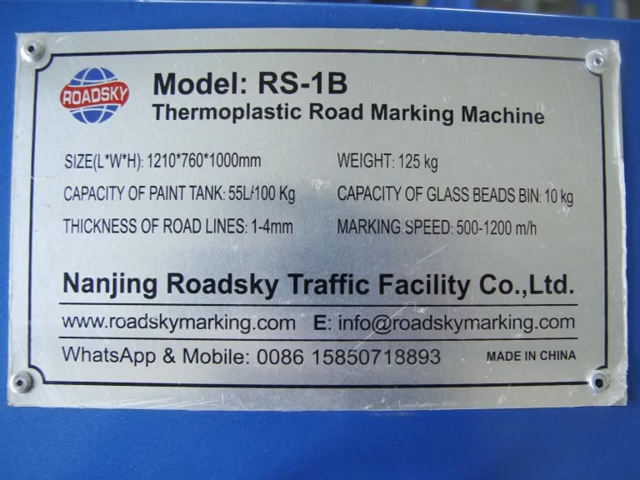 ROADSKY
Model: RS-1B
Thermoplastic Road Marking Machine
SIZE(L*W*H): 1210*760*1000mm WEIGHT: 125 kg
CAPACITY OF PAINT TANK: 55L/100 Kg CAPACITY OF GLASS BEADS BIN: 10 kg
THICKNESS OF ROAD LINES: 1-4mm MARKING SPEED: 500-1200 m/h
Nanjing Roadsky Traffic Facility Co.,Ltd.
www.roadskymarking.com E: info@roadskymarking.com
WhatsApp & Mobile: 0086 15850718893 MADE IN CHINA